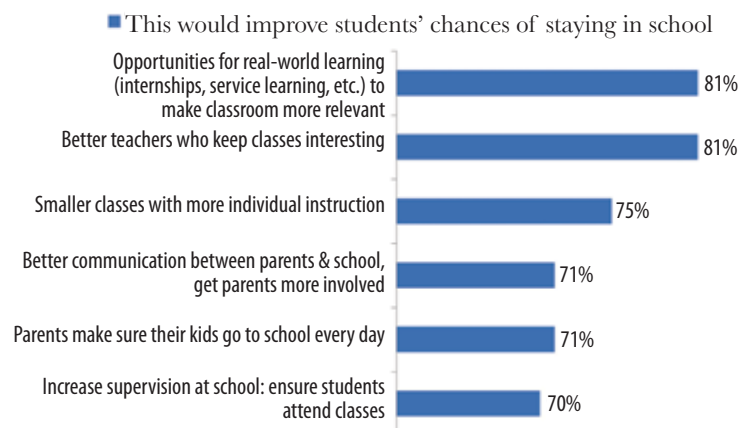 This would improve students’ chances of staying in school
Opportunities for real-world learning
(internships, service learning, etc.) to
make classroom more relevant
81%
Better teachers who keep classes interesting
81%
Smaller classes with more individual instruction
75%
Better communication between parents & school,
get parents more involved
71%
Parents make sure their kids go to school every day
71%
Increase supervision at school: ensure students
attend classes
70%